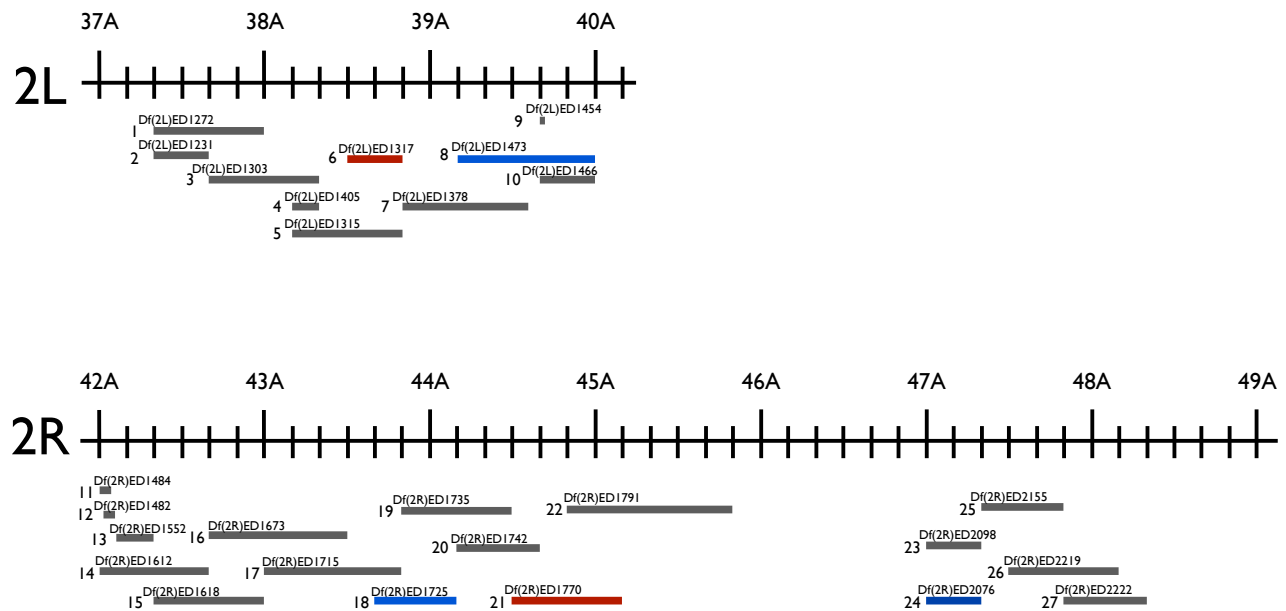 37A 38A 39A 40A
2L
9 Df(2L)ED1454
1 Df(2L)ED1272
2 Df(2L)ED1231
6 Df(2L)ED1317
8 Df(2L)ED1473
3 Df(2L)ED1303
10 Df(2L)ED1466
4 Df(2L)ED1405
7 Df(2L)ED1378
5 Df(2L)ED1315
42A 43A 44A 45A 46A 47A 48A 49A
2R
11 Df(2R)ED1484
12 Df(2R)ED1482
19 Df(2R)ED1735
22 Df(2R)ED1791
25 Df(2R)ED2155
13 Df(2R)ED1552
16 Df(2R)ED1673
20 Df(2R)ED1742
23 Df(2R)ED2098
14 Df(2R)ED1612
17 Df(2R)ED1715
26 Df(2R)ED2219
15 Df(2R)ED1618
18 Df(2R)ED1725
21 Df(2R)ED1770
24 Df(2R)ED2076
27 Df(2R)ED2222